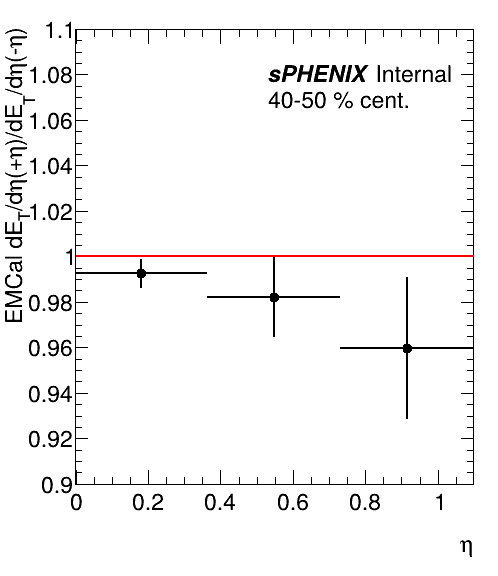 EMCal dE_T/dη(+η)/dE_T/dη(-η)
sPHENIX Internal
40-50 % cent.
1.1
1.08
1.06
1.04
1.02
1
0.98
0.96
0.94
0.92
0.9
0 0.2 0.4 0.6 0.8 1
η